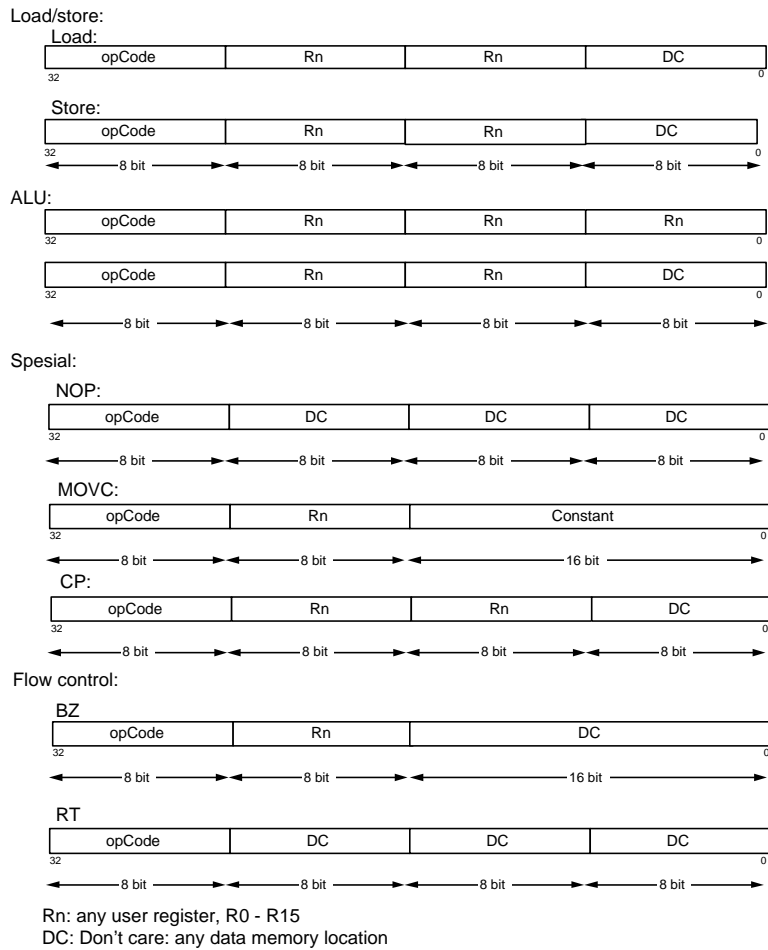 Load/store:
Load:
opCode Rn Rn DC
32 0
Store:
opCode Rn Rn DC
32 0
8 bit 8 bit 8 bit 8 bit
ALU:
opCode Rn Rn Rn
32 0
opCode Rn Rn DC
32 0
8 bit 8 bit 8 bit 8 bit
Spesial:
NOP:
opCode DC DC DC
32 0
8 bit 8 bit 8 bit 8 bit
MOVC:
opCode Rn Constant
32 0
8 bit 8 bit 16 bit
CP:
opCode Rn Rn DC
32 0
8 bit 8 bit 8 bit 8 bit
Flow control:
BZ
opCode Rn DC
32 0
8 bit 8 bit 16 bit
RT
opCode DC DC DC
32 0
8 bit 8 bit 8 bit 8 bit
Rn: any user register, R0 - R15
DC: Don't care: any data memory location